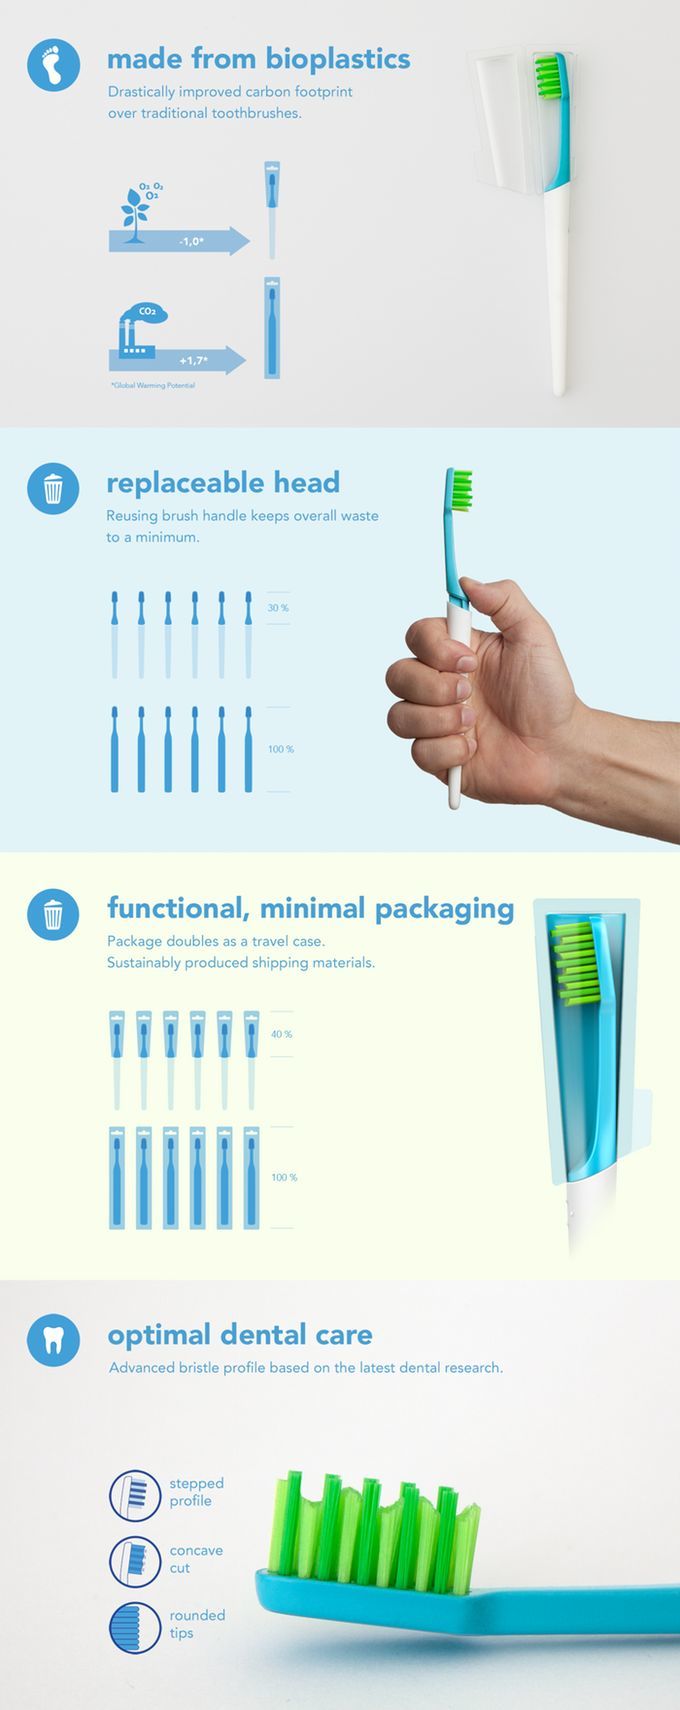 made from bioplastics
Drastically improved carbon footprint
over traditional toothbrushes.
O₂ O₂
O₂
-1,0*
CO₂
+1,7*
*Global Warming Potential
replaceable head
Reusing brush handle keeps overall waste
to a minimum.
30 %
100 %
functional, minimal packaging
Package doubles as a travel case.
Sustainably produced shipping materials.
40 %
100 %
optimal dental care
Advanced bristle profile based on the latest dental research.
stepped
profile
concave
cut
rounded
tips